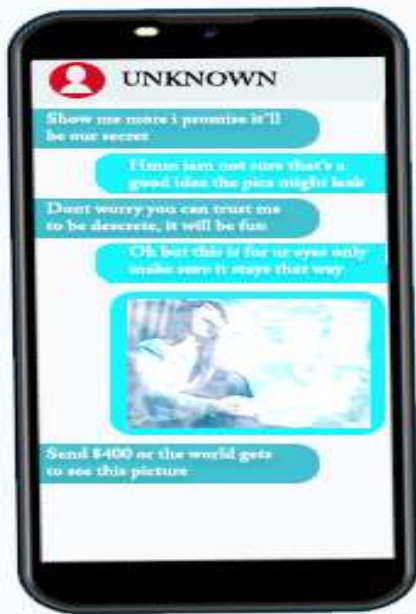 UNKNOWN
Show me more i promise it'll
be our secret
Hmm iam not sure that's a
good idea the pics might leak
Dont worry you can trust me
to be descrete, it will be fun
Ok but this is for ur eyes only
make sure it stays that way
Send $400 or the world gets
to see this picture